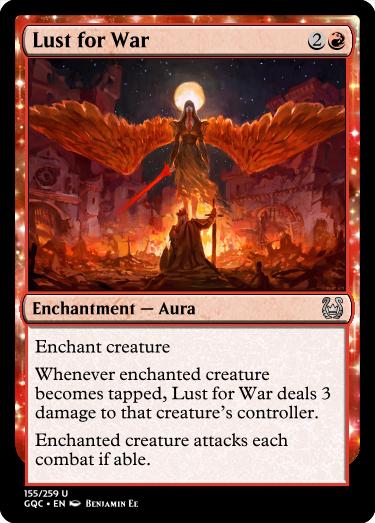 Lust for War 2
Enchantment — Aura
Enchant creature
Whenever enchanted creature
becomes tapped, Lust for War deals 3
damage to that creature's controller.
Enchanted creature attacks each
combat if able.
155/259 U
GQC • EN Benjamin Ee